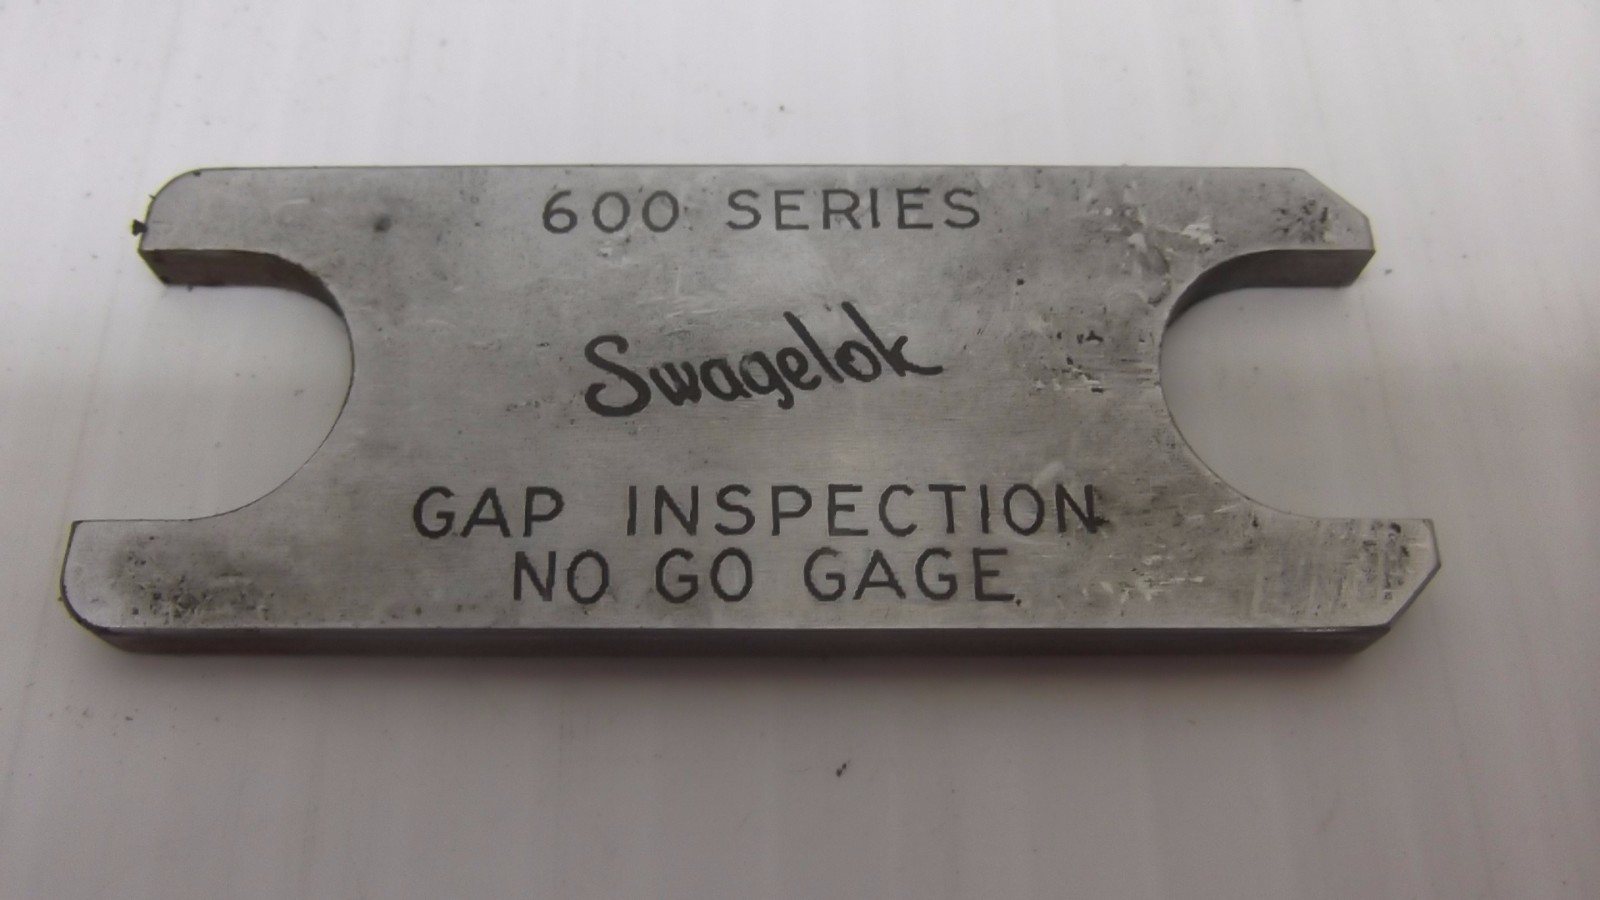 600 SERIES
Swagelok
GAP INSPECTION
NO GO GAGE